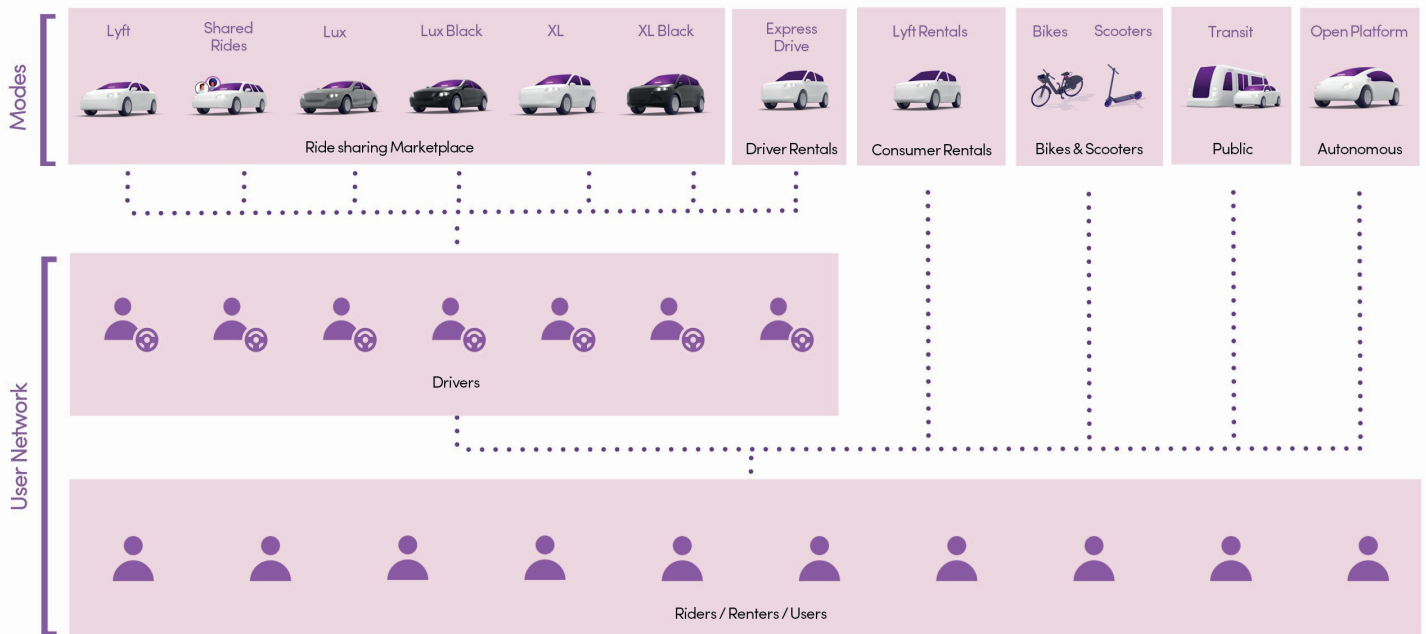 Modes
Lyft
Shared
Rides
Lux
Lux Black
XL
XL Black
Ride sharing Marketplace
Express
Drive
Driver Rentals
Lyft Rentals
Consumer Rentals
Bikes
Scooters
Bikes & Scooters
Transit
Public
Open Platform
Autonomous
User Network
Drivers
Riders / Renters / Users